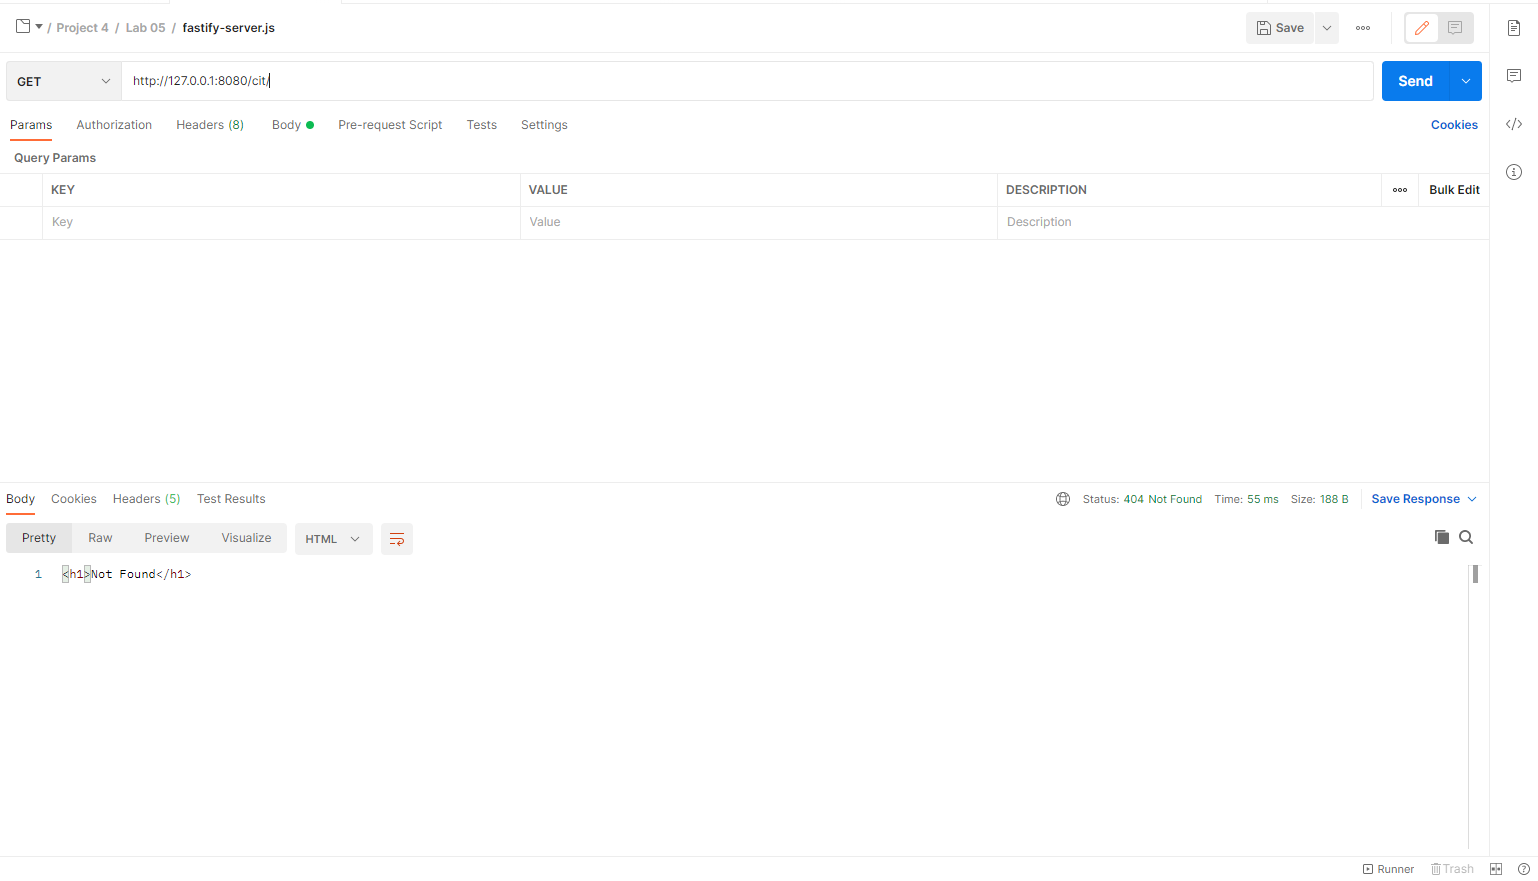 / Project 4 / Lab 05 / fastify-server.js
Save
GET
http://127.0.0.1:8080/cit/
Send
Params Authorization Headers (8) Body Pre-request Script Tests Settings Cookies
Query Params
KEY VALUE DESCRIPTION Bulk Edit
Key Value Description
Body Cookies Headers (5) Test Results Status: 404 Not Found Time: 55 ms Size: 188 B Save Response
Pretty Raw Preview Visualize HTML
1 <h1>Not Found</h1>
Runner Trash